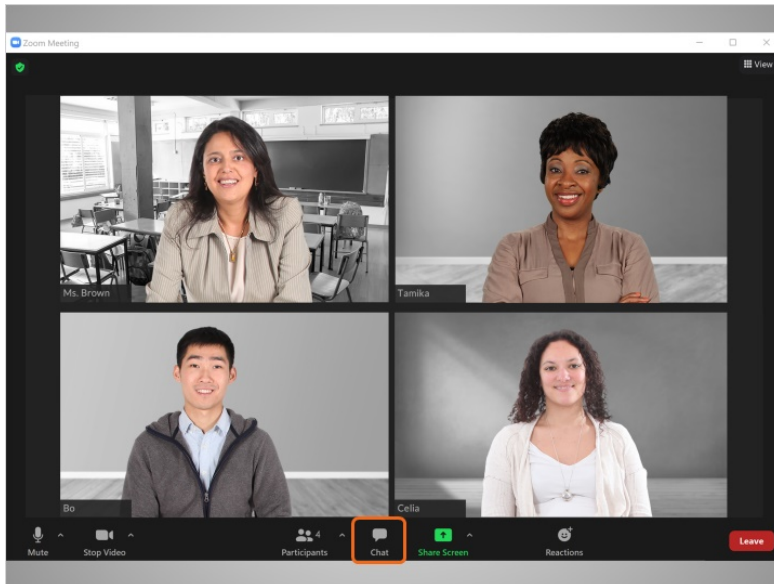 Zoom Meeting
View
Ms. Brown
Tamika
Bo
Celia
4
Mute
Stop Video
Participants
Chat
Share Screen
Reactions
Leave